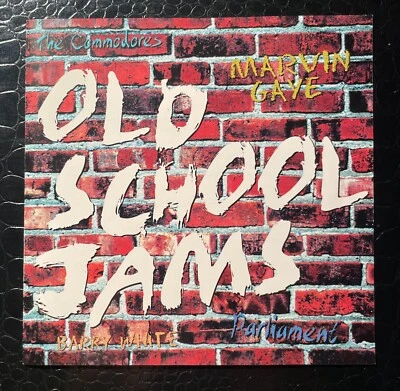 The Commodores
MARVIN
GAYE
OLD
SCHOOL
JAMS
BARRY WHITE
Parliament